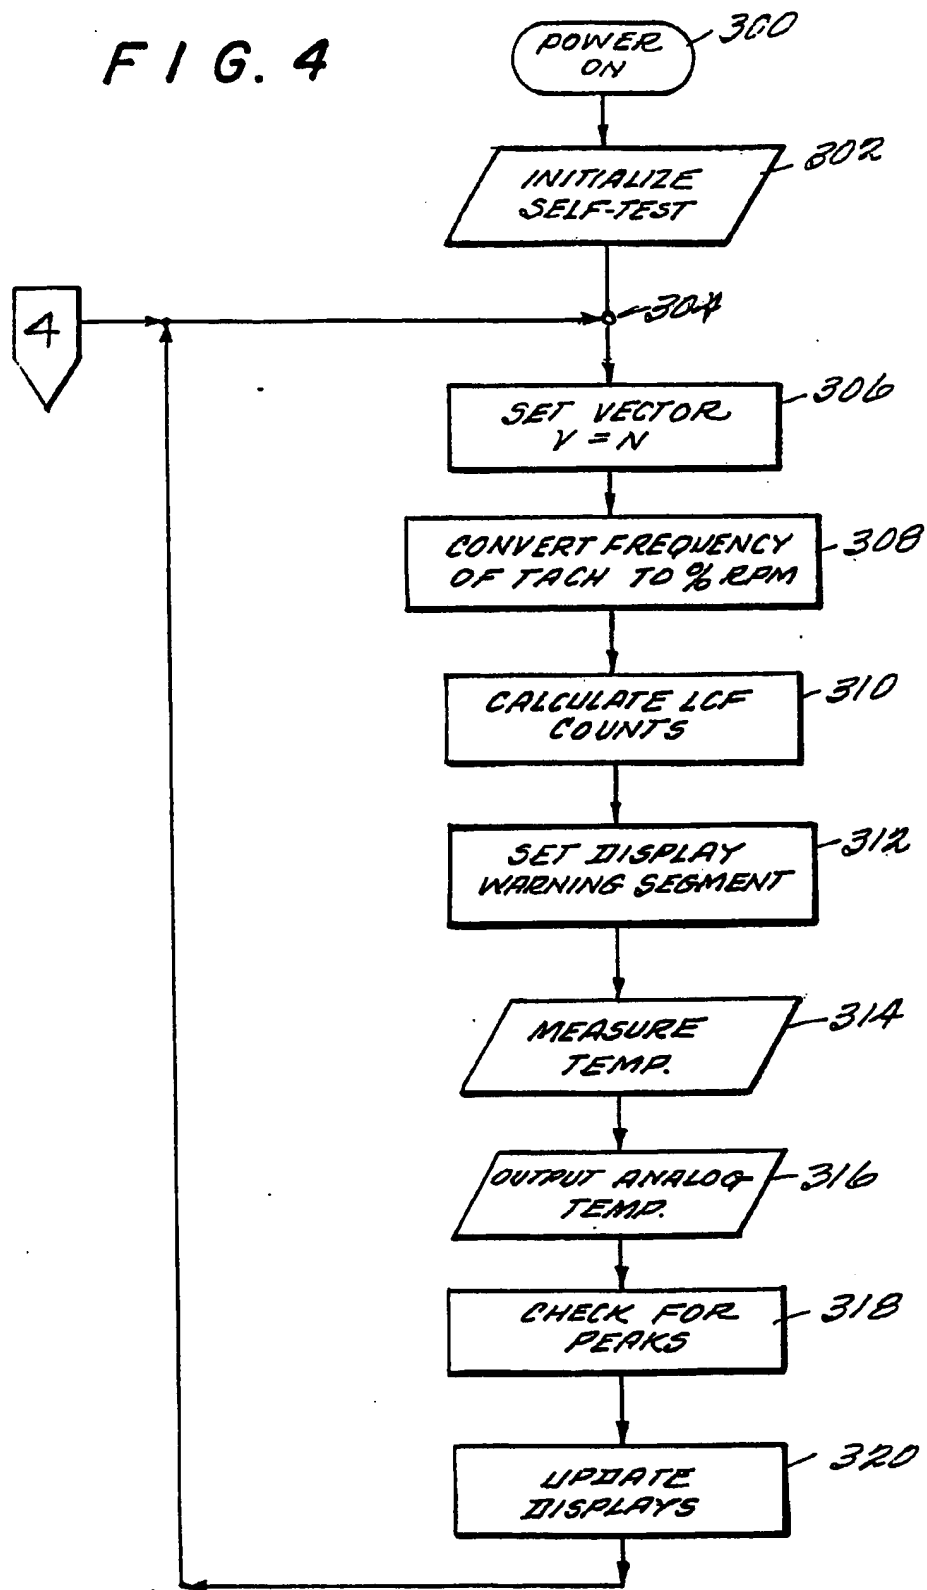 FIG. 4
POWER
ON
300
INITIALIZE
SELF-TEST
302
304
4
SET VECTOR
V = N
306
CONVERT FREQUENCY
OF TACH TO % RPM
308
CALCULATE LCF
COUNTS
310
SET DISPLAY
WARNING SEGMENT
312
MEASURE
TEMP.
314
OUTPUT ANALOG
TEMP.
316
CHECK FOR
PEAKS
318
UPDATE
DISPLAYS
320